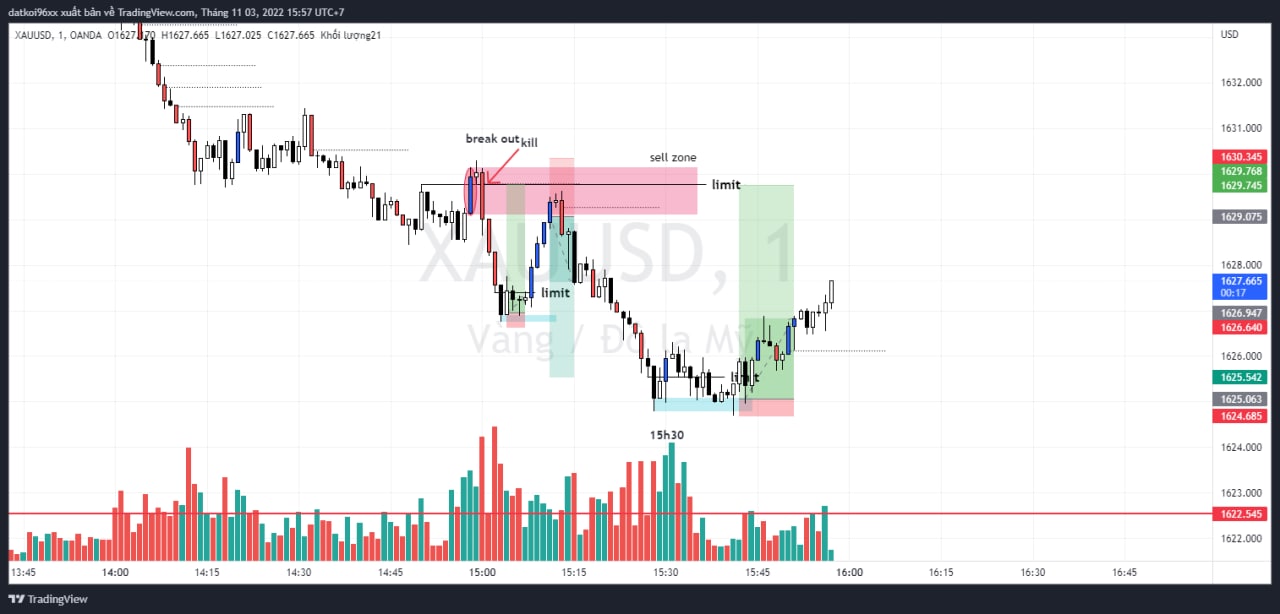 datkoi96xx xuất bản về TradingView.com, Tháng 11 03, 2022 15:57 UTC+7
XAUUSD, 1, OANDA O1627.170 H1627.665 L1627.025 C1627.665 Khối lượng21
USD
1632.000
1631.000
break out
kill
sell zone
1630.345
1629.768
limit
1629.745
1629.075
XAUUSD, 1
1628.000
1627.665
00:17
limit
1626.947
1626.640
Vàng / Đô la Mỹ
1626.000
limit
1625.542
1625.063
1624.685
15h30
1624.000
1623.000
1622.545
1622.000
13:45 14:00 14:15 14:30 14:45 15:00 15:15 15:30 15:45 16:00 16:15 16:30 16:45
TradingView